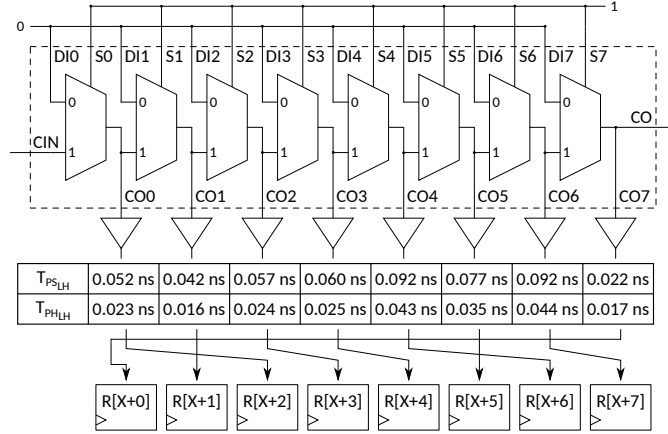 1
0
DI0 S0 DI1 S1 DI2 S2 DI3 S3 DI4 S4 DI5 S5 DI6 S6 DI7 S7
0 0 0 0 0 0 0 0
CO
CIN
1 1 1 1 1 1 1 1
CO0 CO1 CO2 CO3 CO4 CO5 CO6 CO7
TPSLH 0.052 ns 0.042 ns 0.057 ns 0.060 ns 0.092 ns 0.077 ns 0.092 ns 0.022 ns
TPHLH 0.023 ns 0.016 ns 0.024 ns 0.025 ns 0.043 ns 0.035 ns 0.044 ns 0.017 ns
R[X+0] R[X+1] R[X+2] R[X+3] R[X+4] R[X+5] R[X+6] R[X+7]